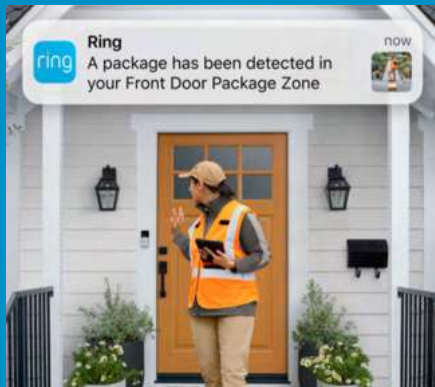 ring
Ring
now
A package has been detected in
your Front Door Package Zone